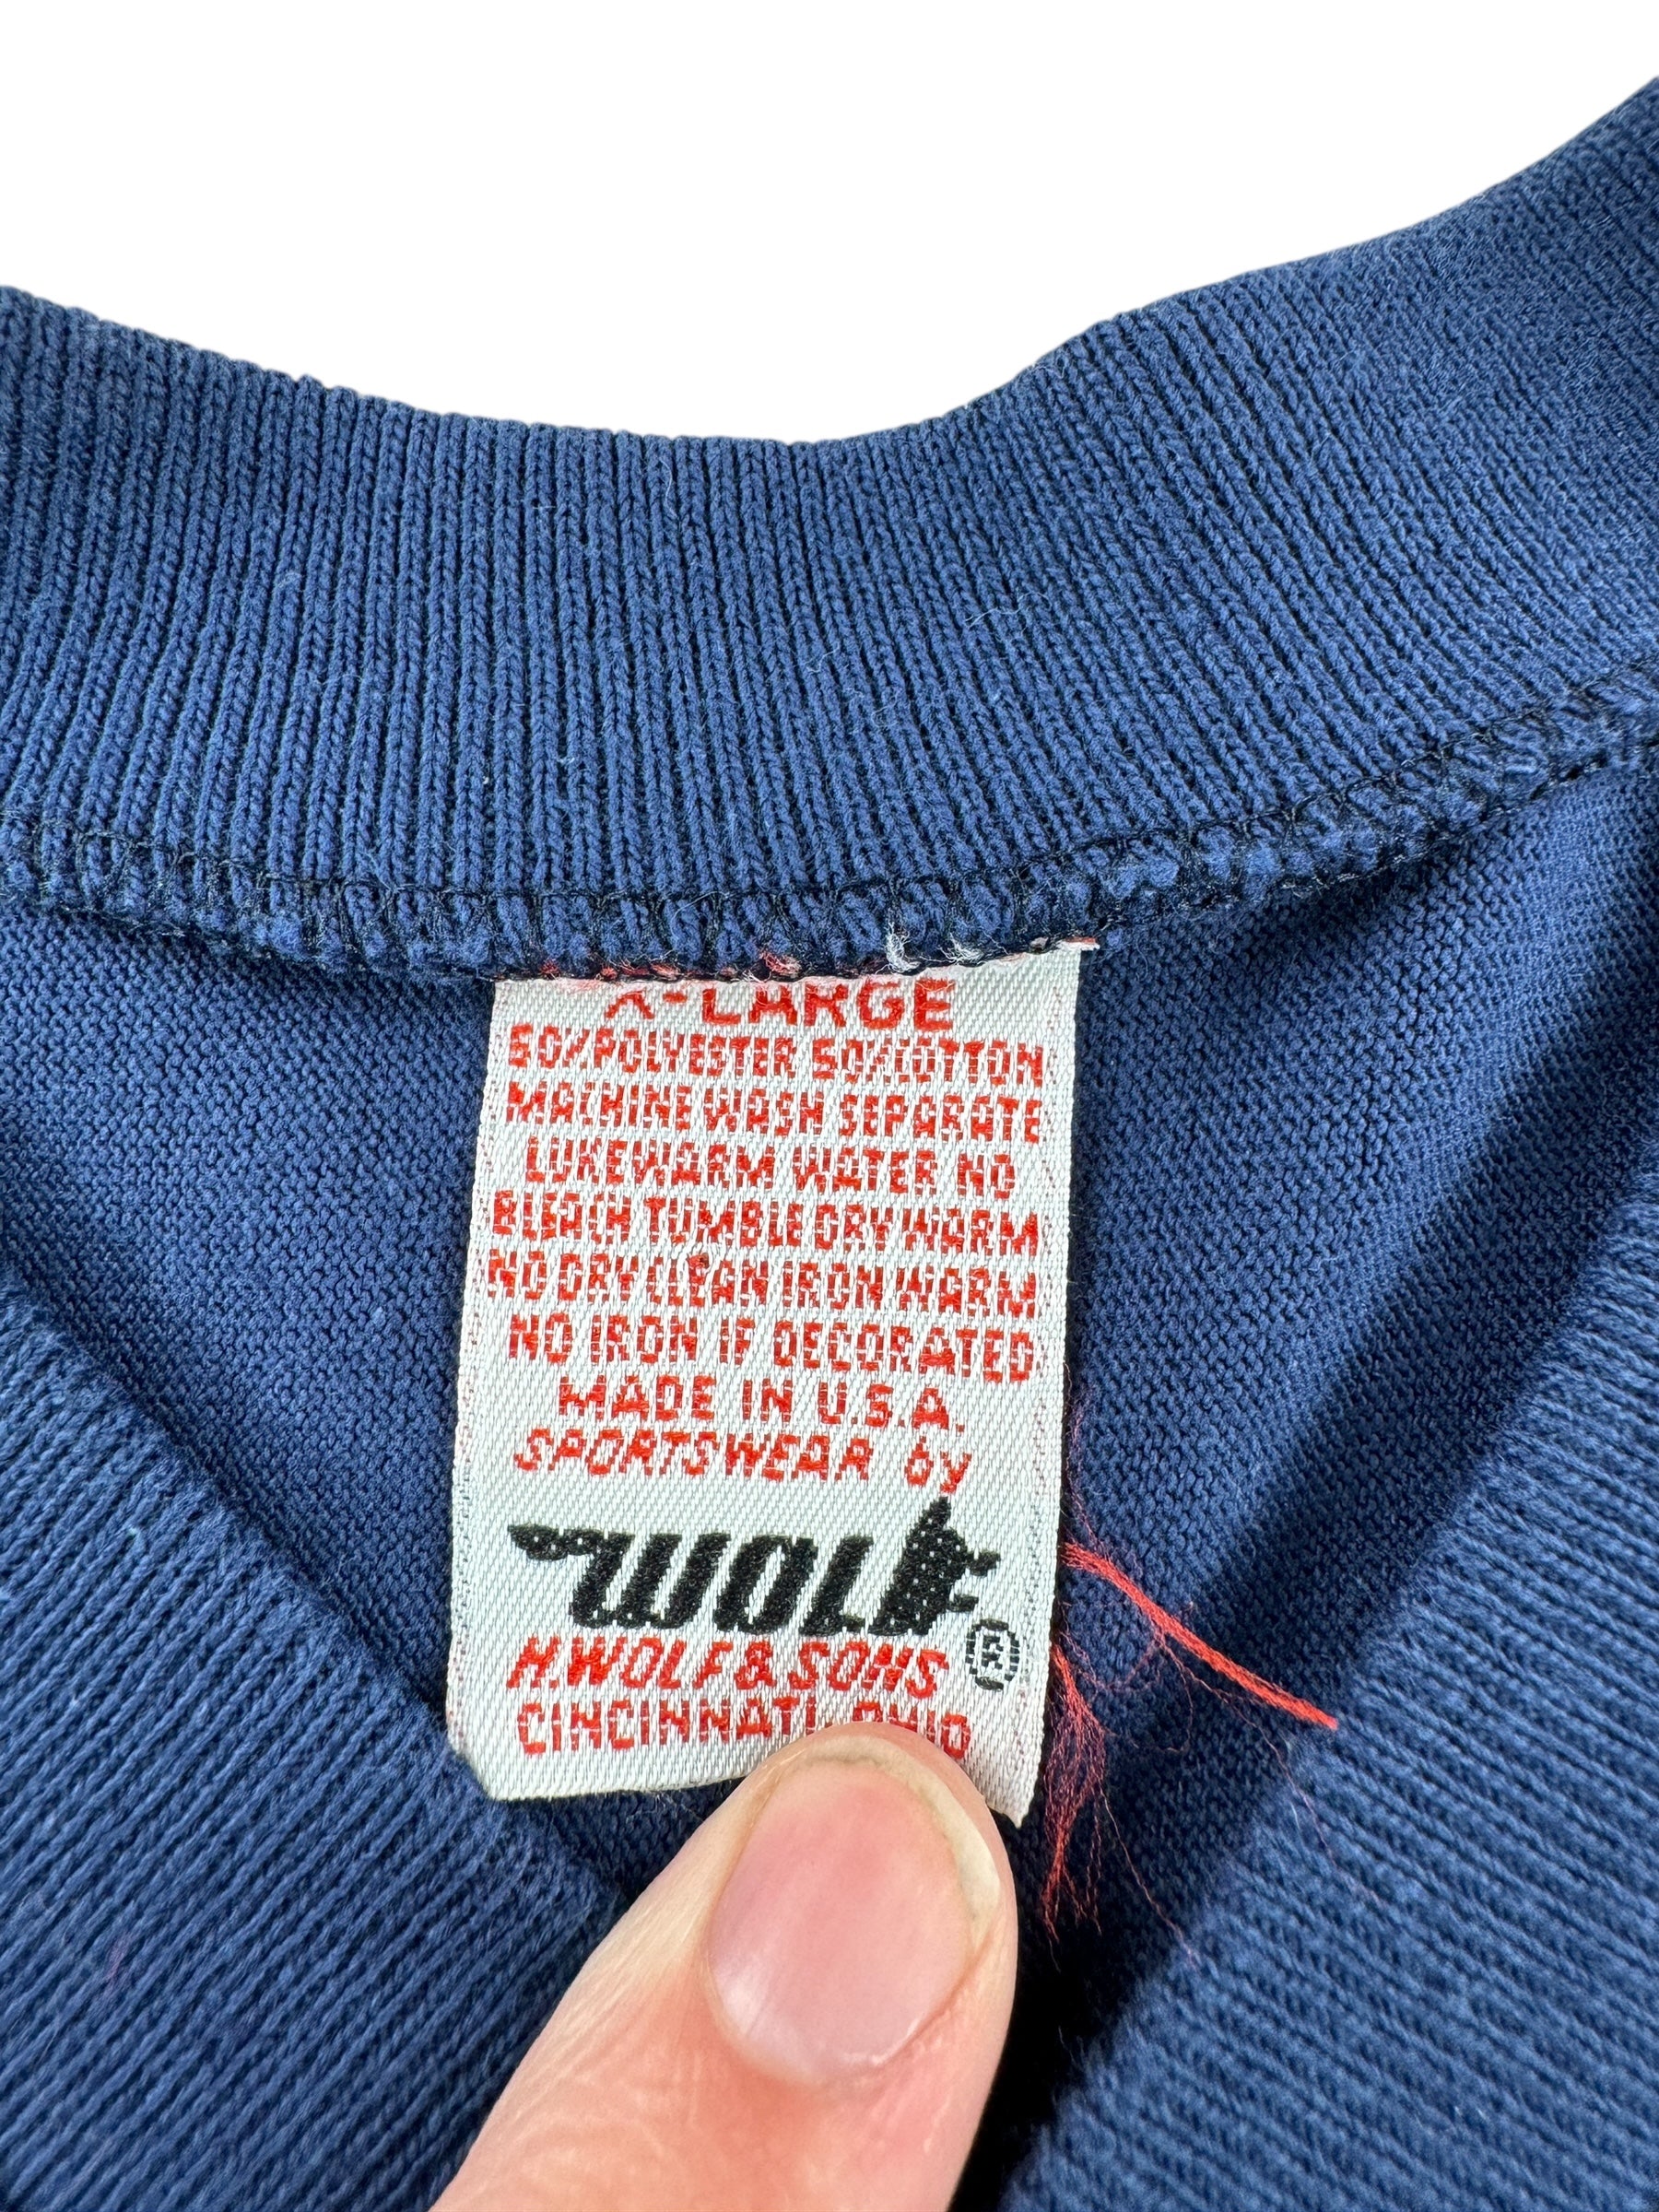 X-LARGE
50% POLYESTER 50% COTTON
MACHINE WASH SEPARATE
LUKEWARM WATER NO
BLEACH TUMBLE DRY WARM
NO DRY CLEAN IRON WARM
NO IRON IF DECORATED
MADE IN U.S.A.
SPORTSWEAR by
WOLF ®
H.WOLF & SONS
CINCINNATI, OHIO